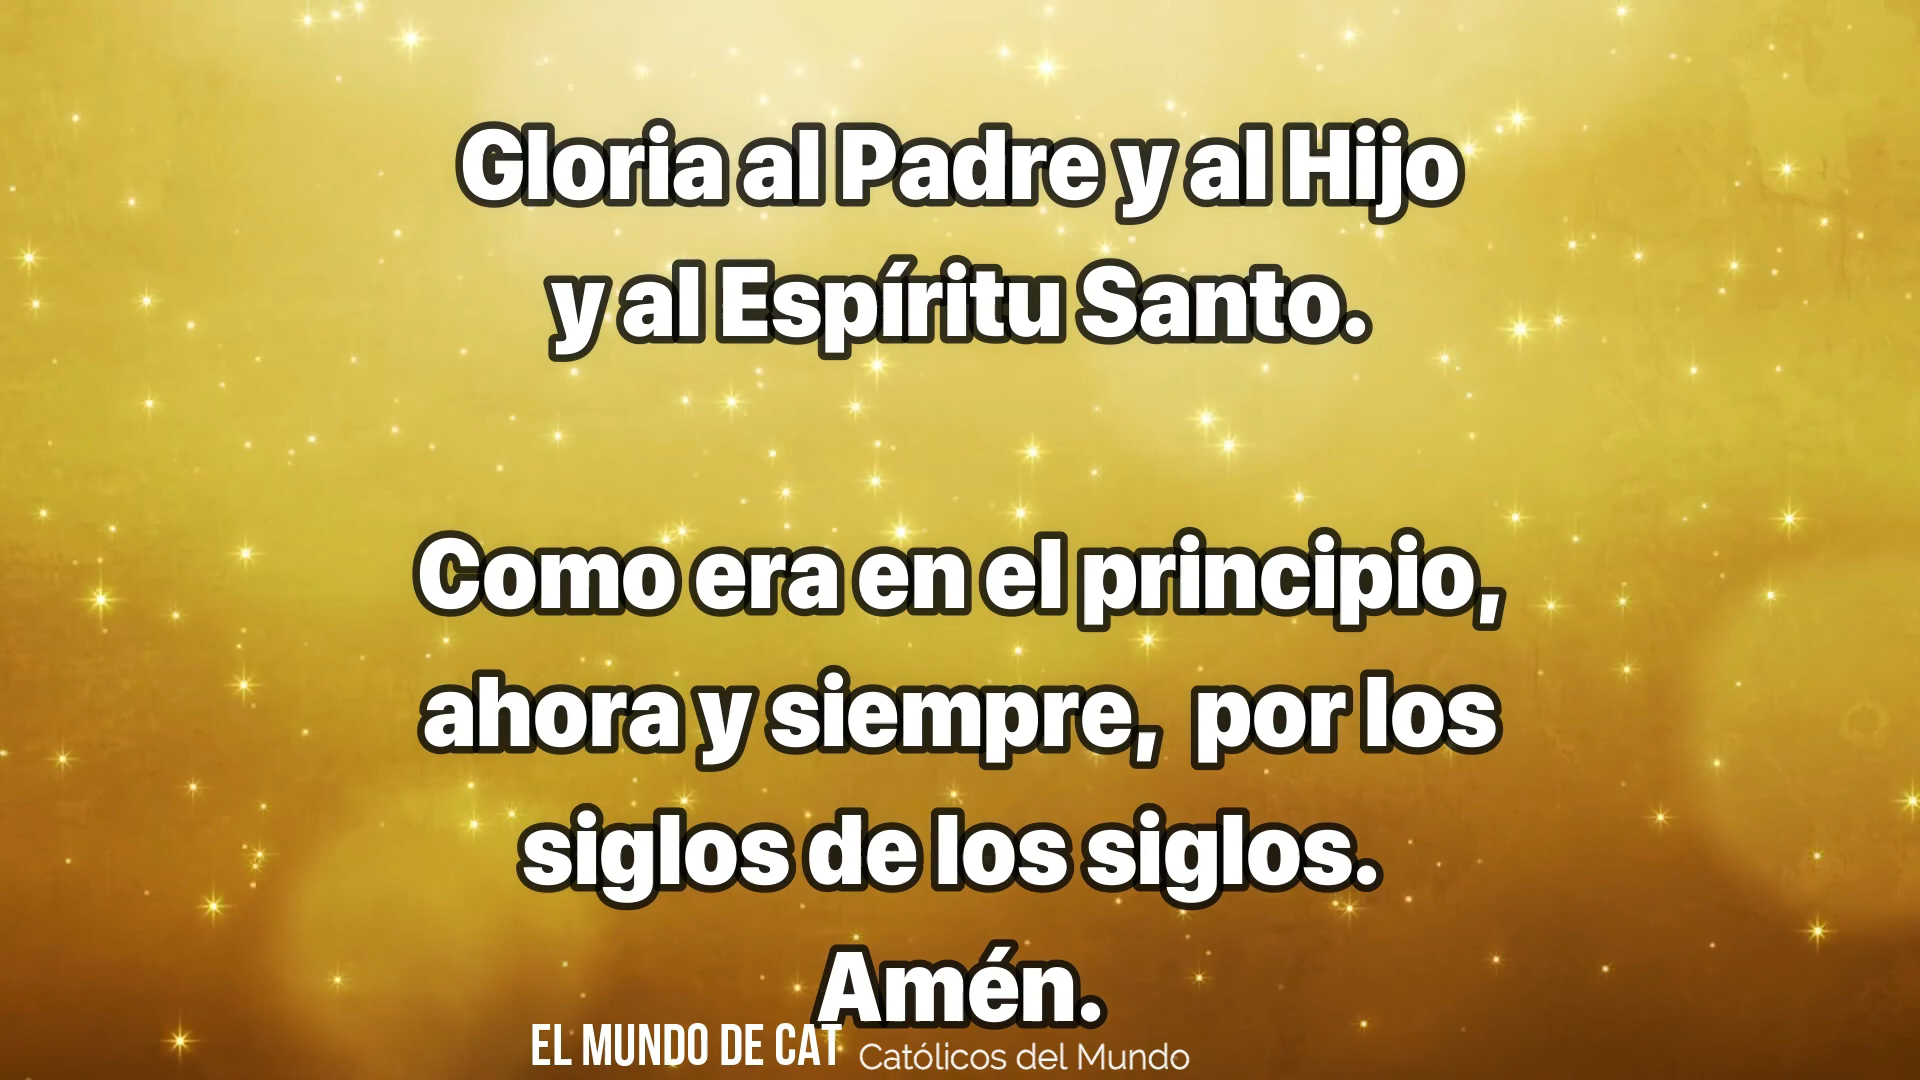 Gloria al Padre y al Hijo
y al Espíritu Santo.
Como era en el principio,
ahora y siempre, por los
siglos de los siglos.
Amén.
EL MUNDO DE CAT Católicos del Mundo